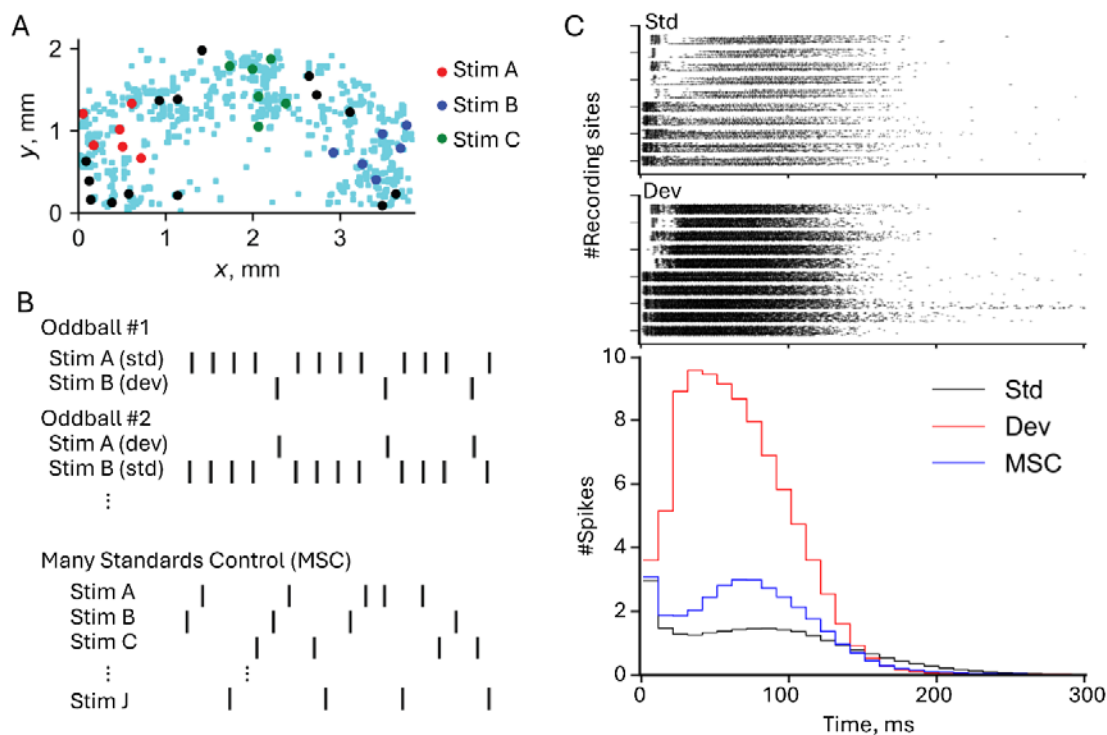 A
2
1
0
0 1 2 3
x, mm
y, mm
Stim A
Stim B
Stim C
B
Oddball #1
Stim A (std)
Stim B (dev)
Oddball #2
Stim A (dev)
Stim B (std)
⋮
Many Standards Control (MSC)
Stim A
Stim B
Stim C
⋮ ⋮
Stim J
C
Std
Dev
#Recording sites
10
8
6
4
2
0
#Spikes
Std
Dev
MSC
0 100 200 300
Time, ms